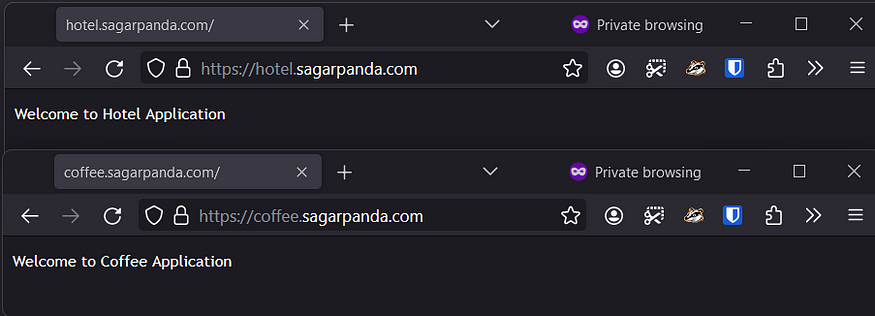 hotel.sagarpanda.com/
Private browsing
https://hotel.sagarpanda.com
Welcome to Hotel Application
coffee.sagarpanda.com/
Private browsing
https://coffee.sagarpanda.com
Welcome to Coffee Application